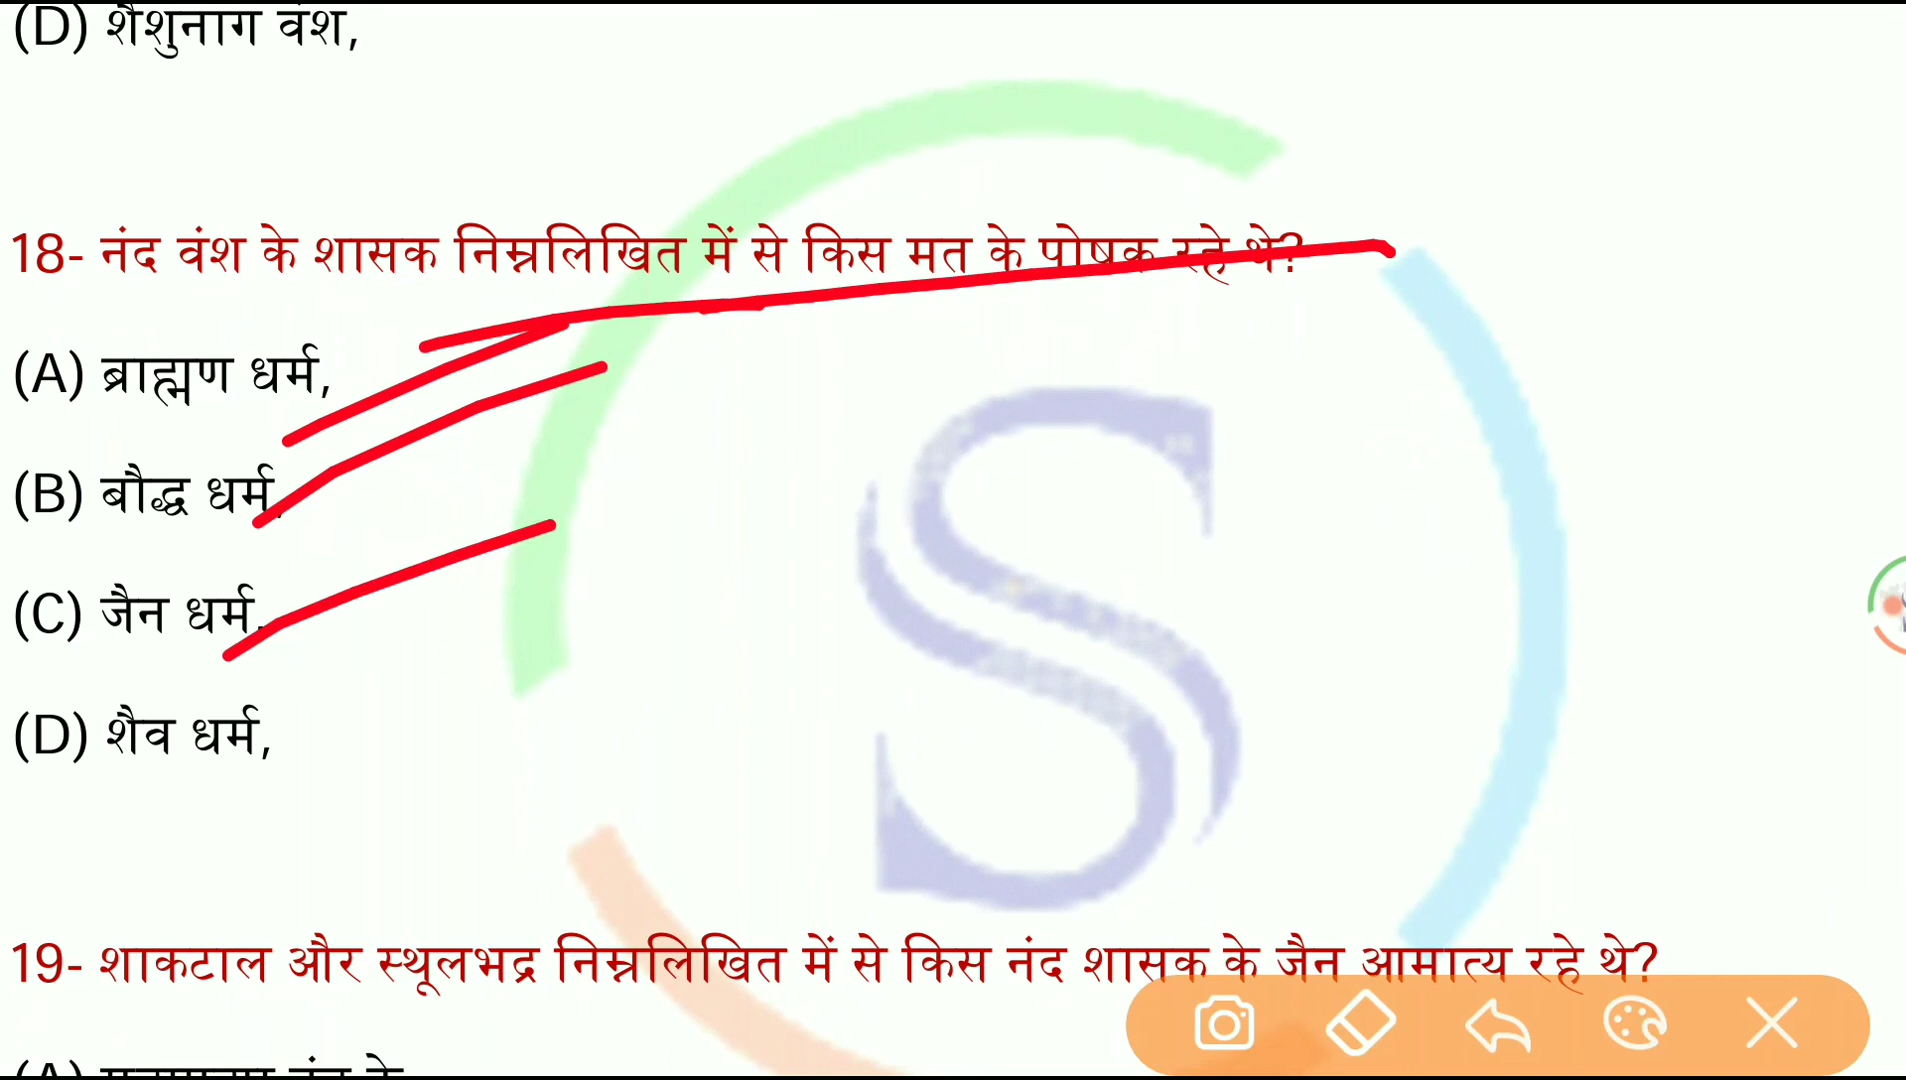 (D) शैशुनाग वंश,
18- नंद वंश के शासक निम्नलिखित में से किस मत के पोषक रहे थे?
(A) ब्राह्मण धर्म,
(B) बौद्ध धर्म,
(C) जैन धर्म,
(D) शैव धर्म,
19- शाकटाल और स्थूलभद्र निम्नलिखित में से किस नंद शासक के जैन आमात्य रहे थे?
(A)